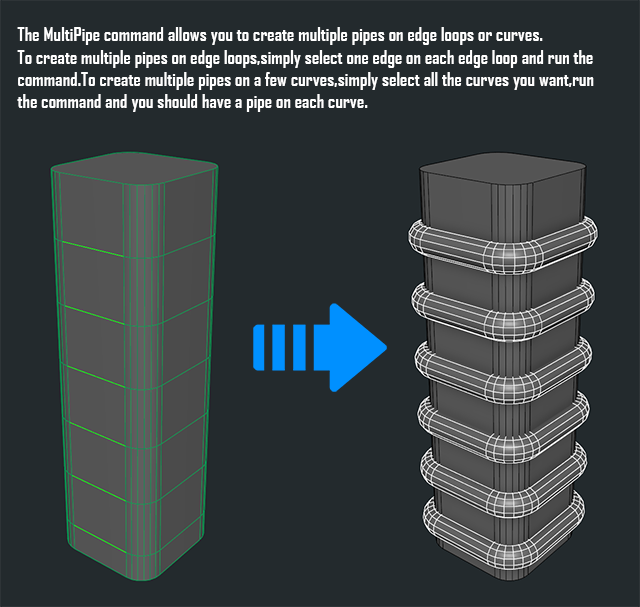 The MultiPipe command allows you to create multiple pipes on edge loops or curves.
To create multiple pipes on edge loops,simply select one edge on each edge loop and run the
command.To create multiple pipes on a few curves,simply select all the curves you want,run
the command and you should have a pipe on each curve.